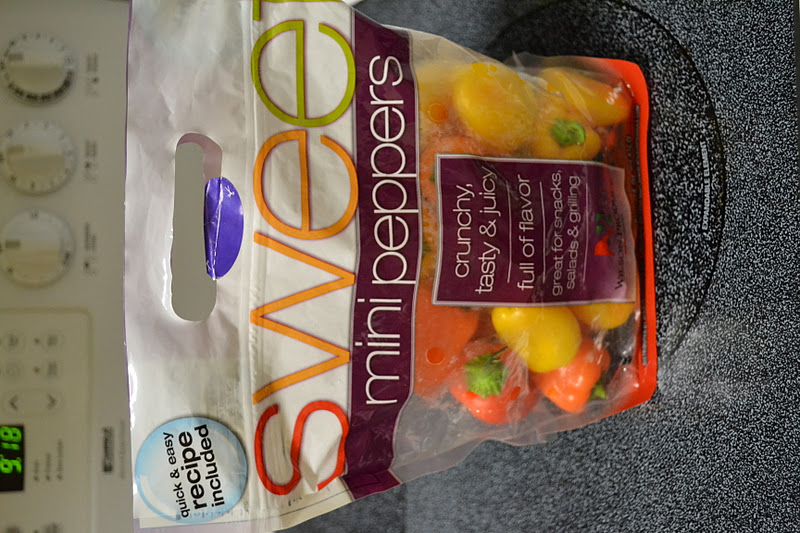 sweet
mini peppers
crunchy,
tasty & juicy
full of flavor
great for snacks,
salads & grilling
quick & easy
recipe
included
9:18